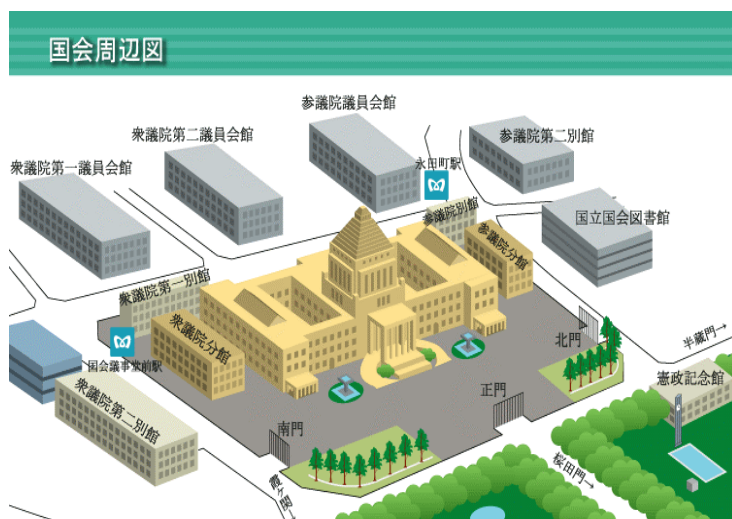 国会周辺図
参議院議員会館
衆議院第二議員会館
参議院第二別館
衆議院第一議員会館
永田町駅
参議院別館
国立国会図書館
参議院分館
衆議院第一別館
衆議院分館
北門
半蔵門→
国会議事堂前駅
憲政記念館
衆議院第二別館
正門
南門
桜田門→
霞ヶ関→